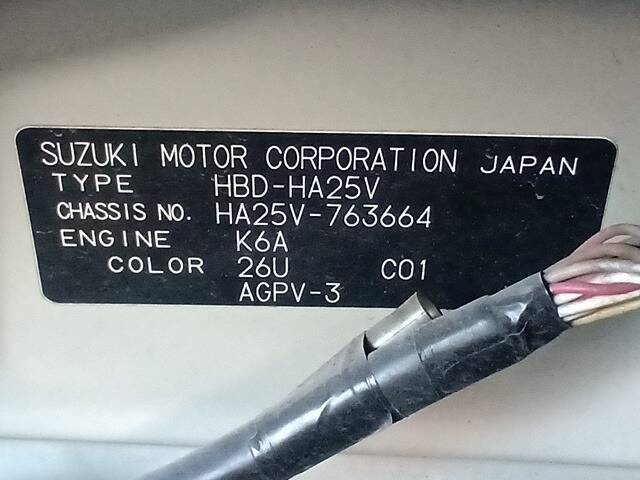 SUZUKI MOTOR CORPORATION JAPAN
TYPE HBD-HA25V
CHASSIS NO. HA25V-763664
ENGINE K6A
COLOR 26U C01
AGPV-3